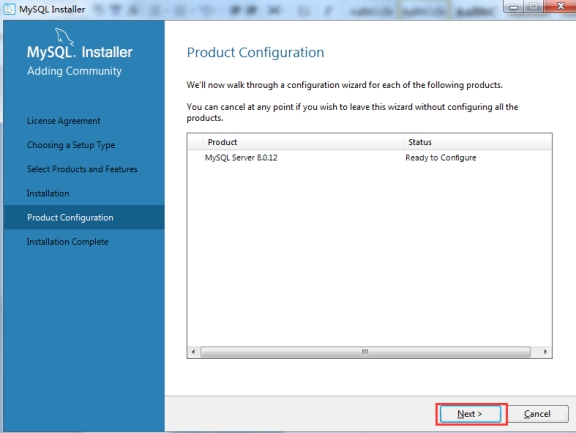 MySQL Installer
MySQL. Installer
Adding Community
License Agreement
Choosing a Setup Type
Select Products and Features
Installation
Product Configuration
Installation Complete
Product Configuration
We'll now walk through a configuration wizard for each of the following products.
You can cancel at any point if you wish to leave this wizard without configuring all the
products.
Product Status
MySQL Server 8.0.12 Ready to Configure
Next > Cancel